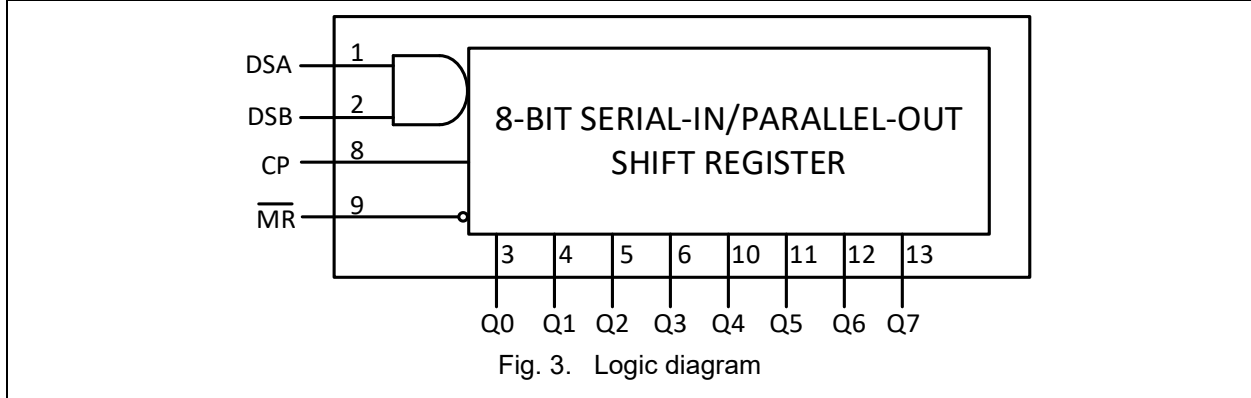 DSA 1
DSB 2
CP 8
M̅R̅ 9
8-BIT SERIAL-IN/PARALLEL-OUT
SHIFT REGISTER
3 4 5 6 10 11 12 13
Q0 Q1 Q2 Q3 Q4 Q5 Q6 Q7
Fig. 3. Logic diagram